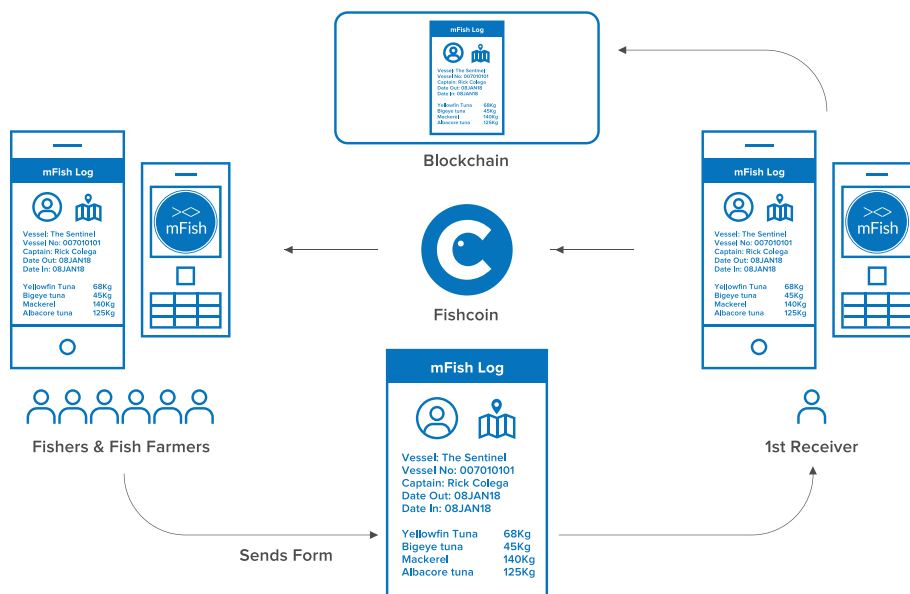 mFish Log
Vessel: The Sentinel
Vessel No: 007010101
Captain: Rick Colega
Date Out: 08JAN18
Date In: 08JAN18
Yellowfin Tuna 68Kg
Bigeye tuna 45Kg
Mackerel 140Kg
Albacore tuna 125Kg
Blockchain
mFish Log
Vessel: The Sentinel
Vessel No: 007010101
Captain: Rick Colega
Date Out: 08JAN18
Date In: 08JAN18
Yellowfin Tuna 68Kg
Bigeye tuna 45Kg
Mackerel 140Kg
Albacore tuna 125Kg
mFish
Fishers & Fish Farmers
Fishcoin
mFish Log
Vessel: The Sentinel
Vessel No: 007010101
Captain: Rick Colega
Date Out: 08JAN18
Date In: 08JAN18
Yellowfin Tuna 68Kg
Bigeye tuna 45Kg
Mackerel 140Kg
Albacore tuna 125Kg
mFish
1st Receiver
Sends Form
mFish Log
Vessel: The Sentinel
Vessel No: 007010101
Captain: Rick Colega
Date Out: 08JAN18
Date In: 08JAN18
Yellowfin Tuna 68Kg
Bigeye tuna 45Kg
Mackerel 140Kg
Albacore tuna 125Kg